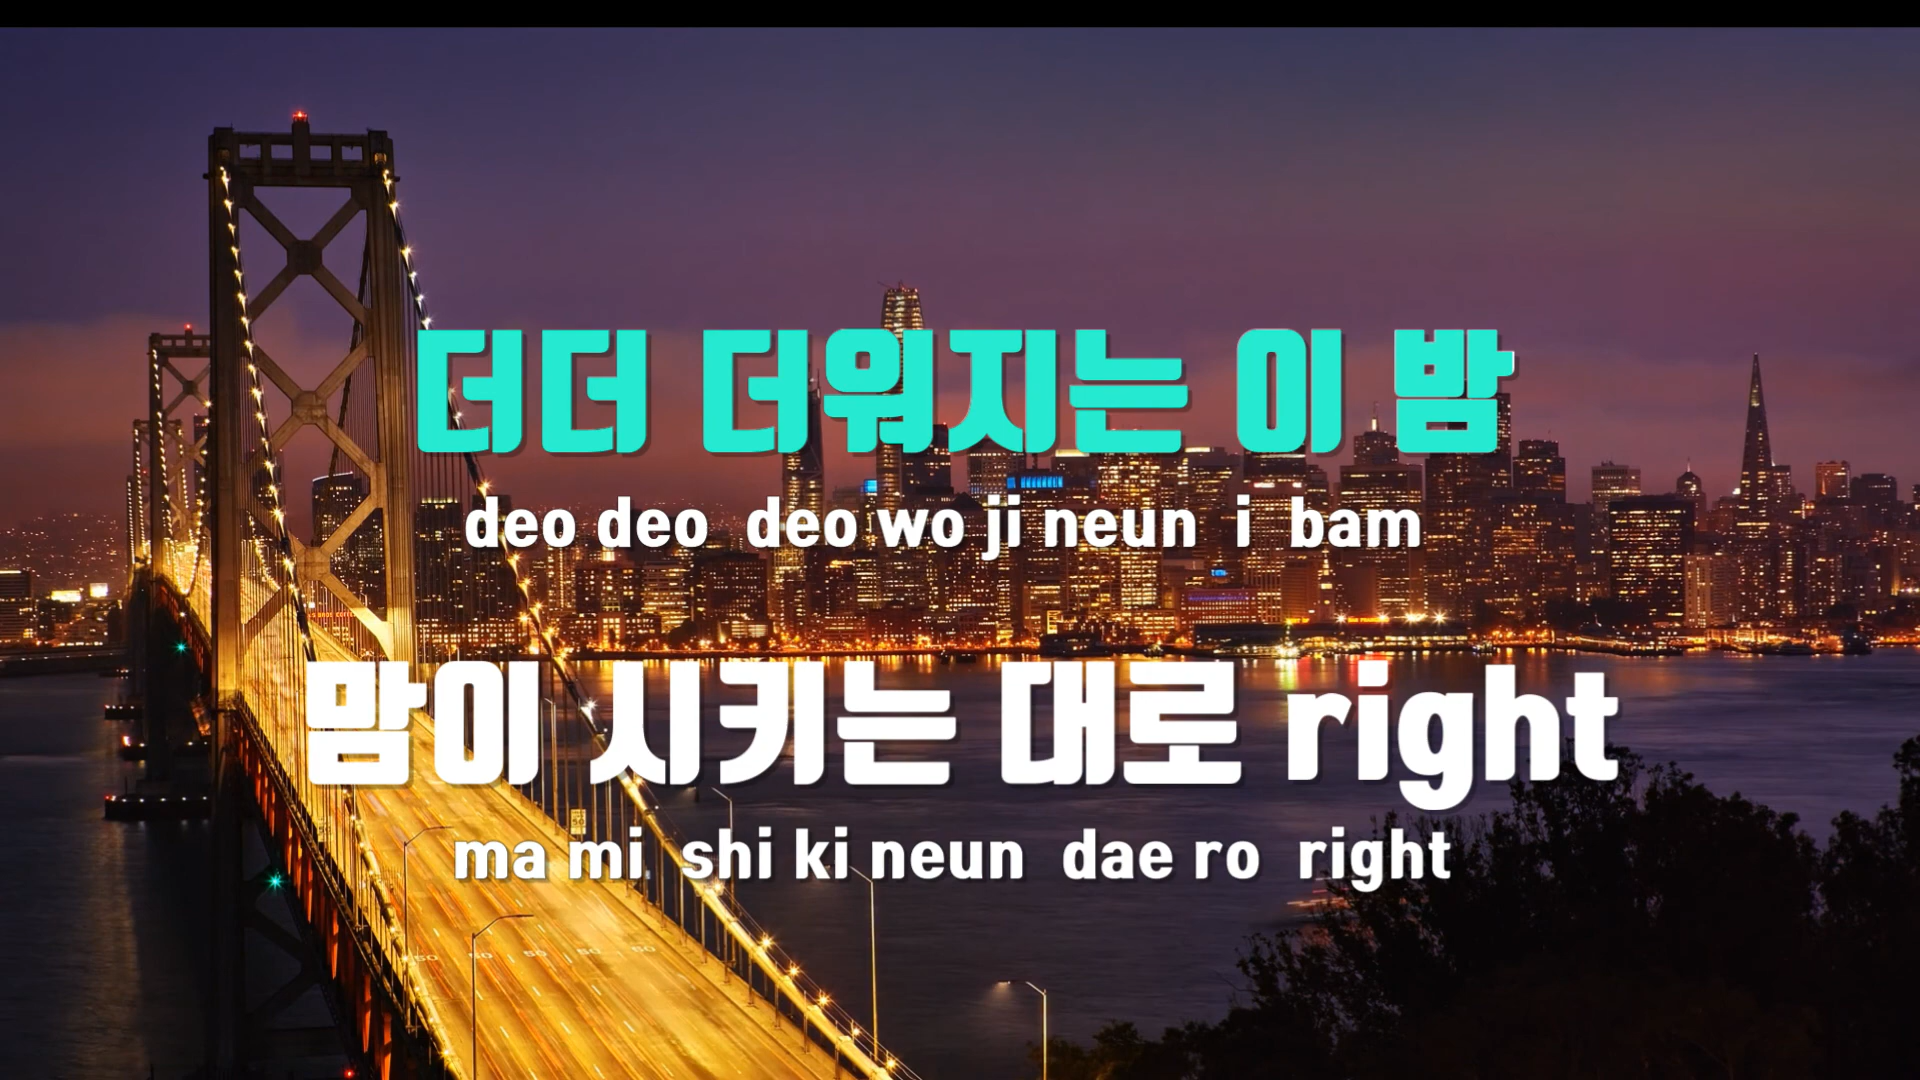 더더 더워지는 이 밤
deo deo deo wo ji neun i bam
맘이 시키는 대로 right
ma mi shi ki neun dae ro right